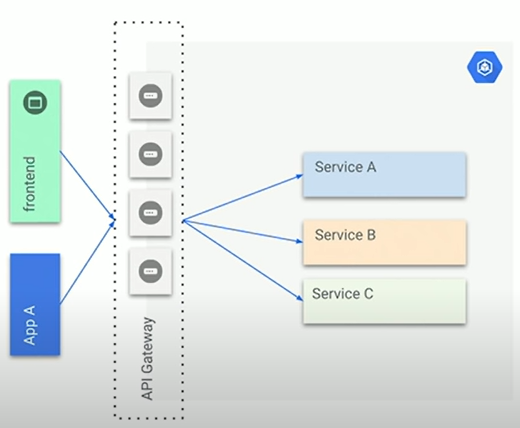 frontend
App A
API Gateway
Service A
Service B
Service C